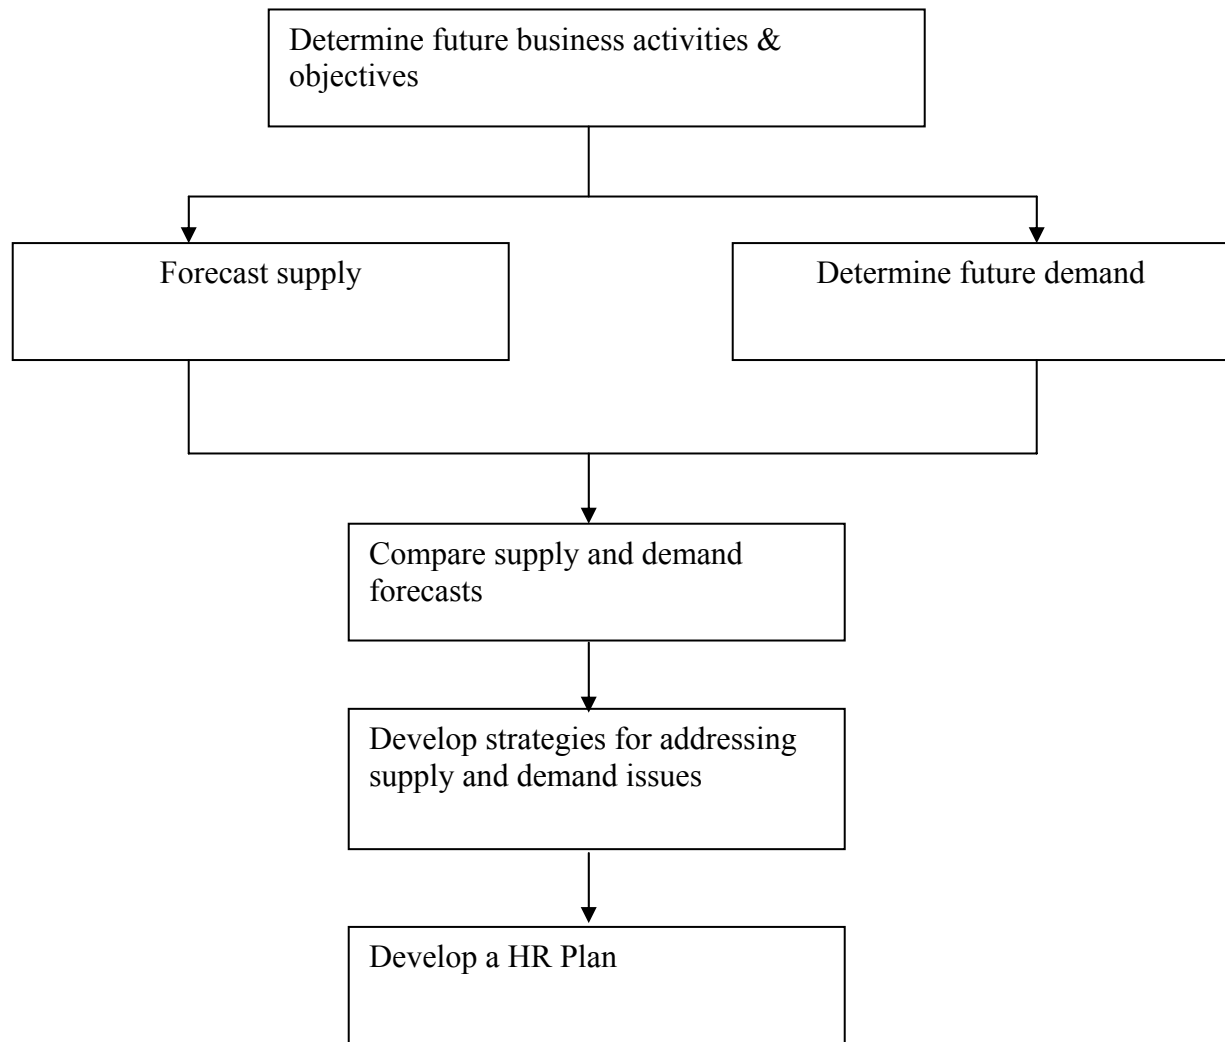 Determine future business activities &
objectives
Forecast supply
Determine future demand
Compare supply and demand
forecasts
Develop strategies for addressing
supply and demand issues
Develop a HR Plan